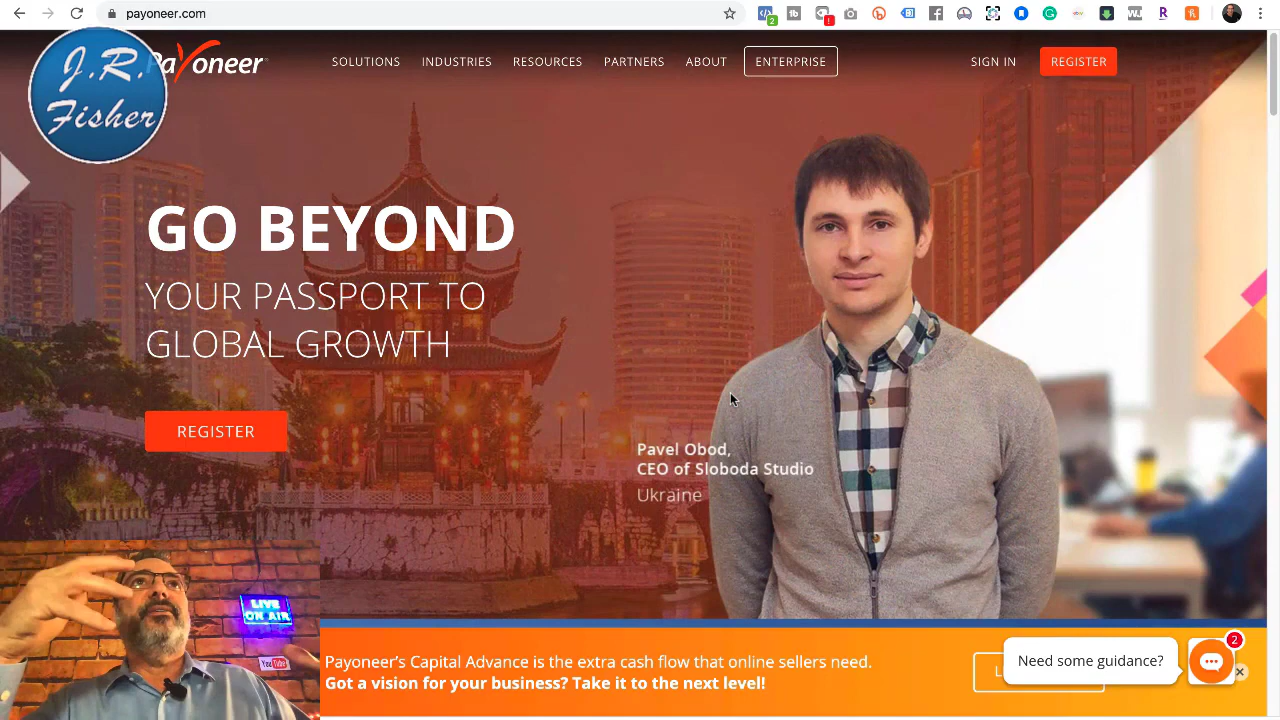 payoneer.com
2
!
J.R.
Fisher
Payoneer
SOLUTIONS
INDUSTRIES
RESOURCES
PARTNERS
ABOUT
ENTERPRISE
SIGN IN
REGISTER
GO BEYOND
YOUR PASSPORT TO
GLOBAL GROWTH
REGISTER
Pavel Obod,
CEO of Sloboda Studio
Ukraine
LIVE
ON AIR
YouTube
Payoneer's Capital Advance is the extra cash flow that online sellers need.
Got a vision for your business? Take it to the next level!
Need some guidance?
2